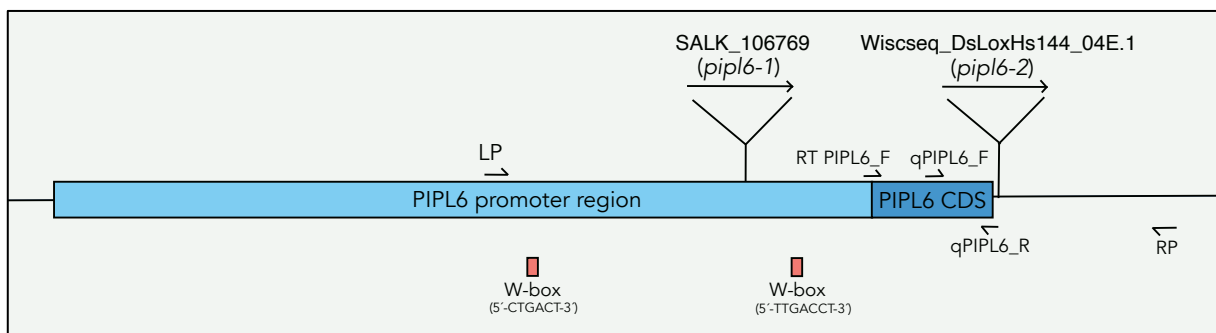 SALK_106769
(pipl6-1)
Wiscseq_DsLoxHs144_04E.1
(pipl6-2)
LP
RT PIPL6_F
qPIPL6_F
PIPL6 promoter region
PIPL6 CDS
qPIPL6_R
RP
W-box
(5´-CTGACT-3´)
W-box
(5´-TTGACCT-3´)